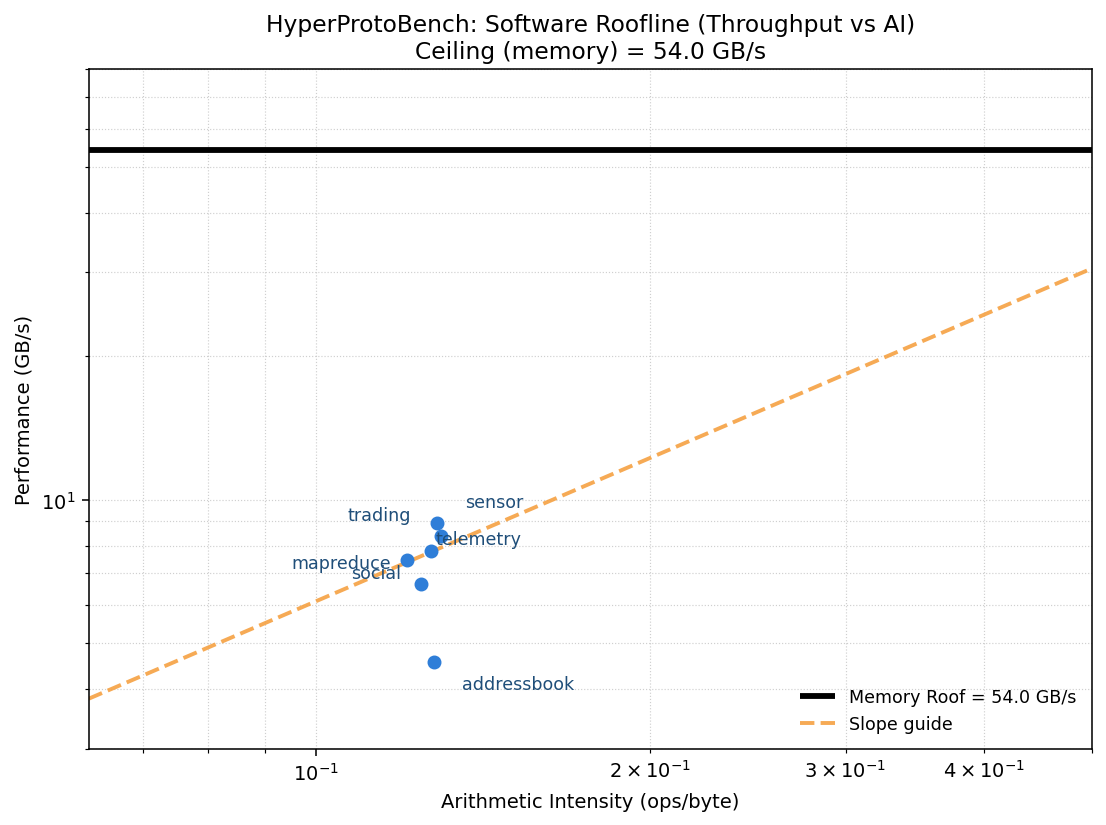 HyperProtoBench: Software Roofline (Throughput vs AI)
Ceiling (memory) = 54.0 GB/s
Performance (GB/s)
10¹
sensor
trading
telemetry
mapreduce
social
addressbook
Memory Roof = 54.0 GB/s
Slope guide
10⁻¹
2 × 10⁻¹
3 × 10⁻¹
4 × 10⁻¹
Arithmetic Intensity (ops/byte)